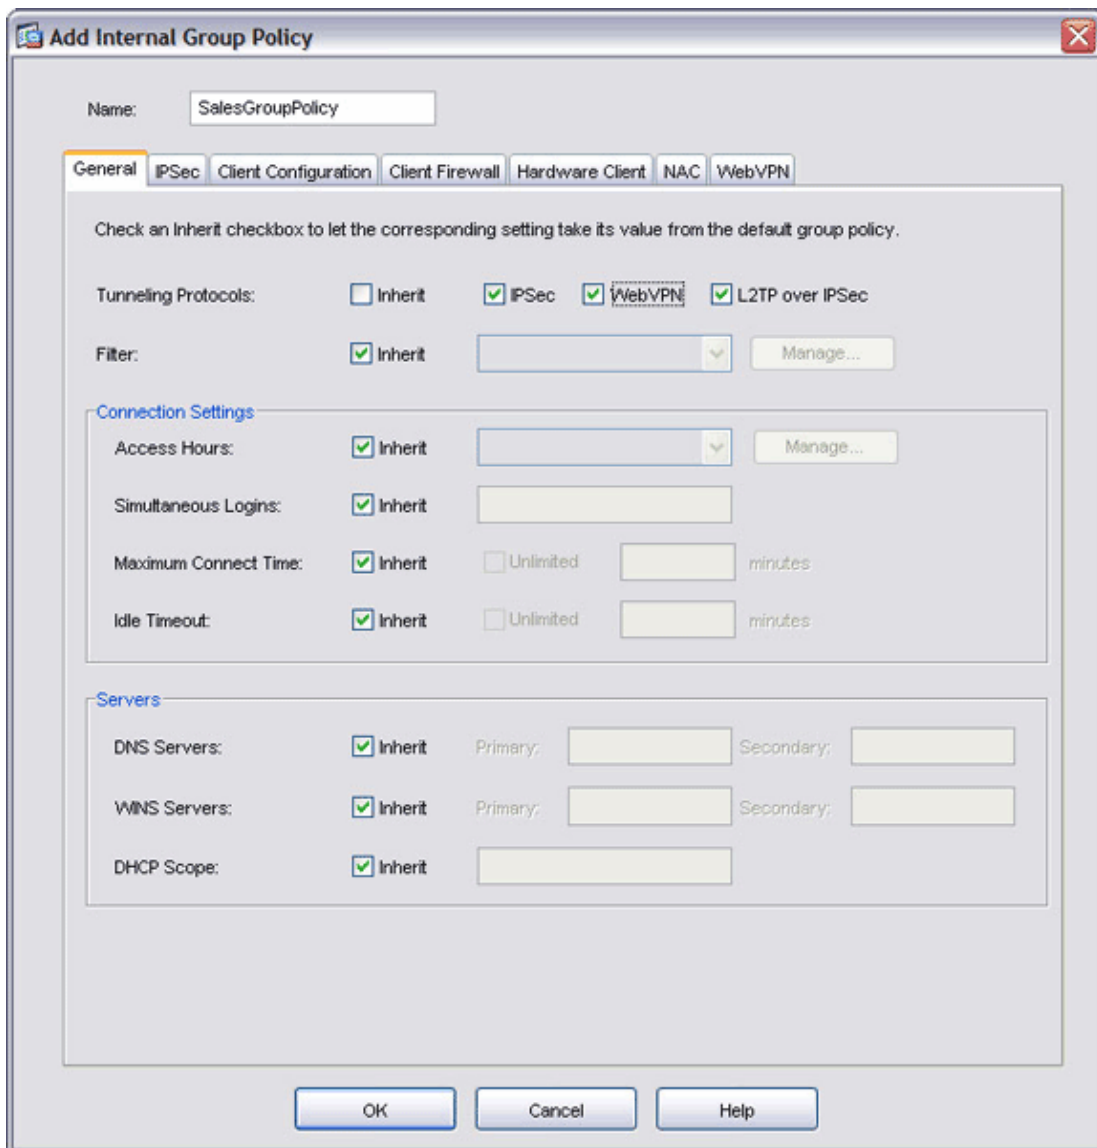 Add Internal Group Policy
Name: SalesGroupPolicy
General IPSec Client Configuration Client Firewall Hardware Client NAC WebVPN
Check an Inherit checkbox to let the corresponding setting take its value from the default group policy.
Tunneling Protocols: Inherit IPSec WebVPN L2TP over IPSec
Filter: Inherit Manage...
Connection Settings
Access Hours: Inherit Manage...
Simultaneous Logins: Inherit
Maximum Connect Time: Inherit Unlimited minutes
Idle Timeout: Inherit Unlimited minutes
Servers
DNS Servers: Inherit Primary: Secondary:
WINS Servers: Inherit Primary: Secondary:
DHCP Scope: Inherit
OK Cancel Help